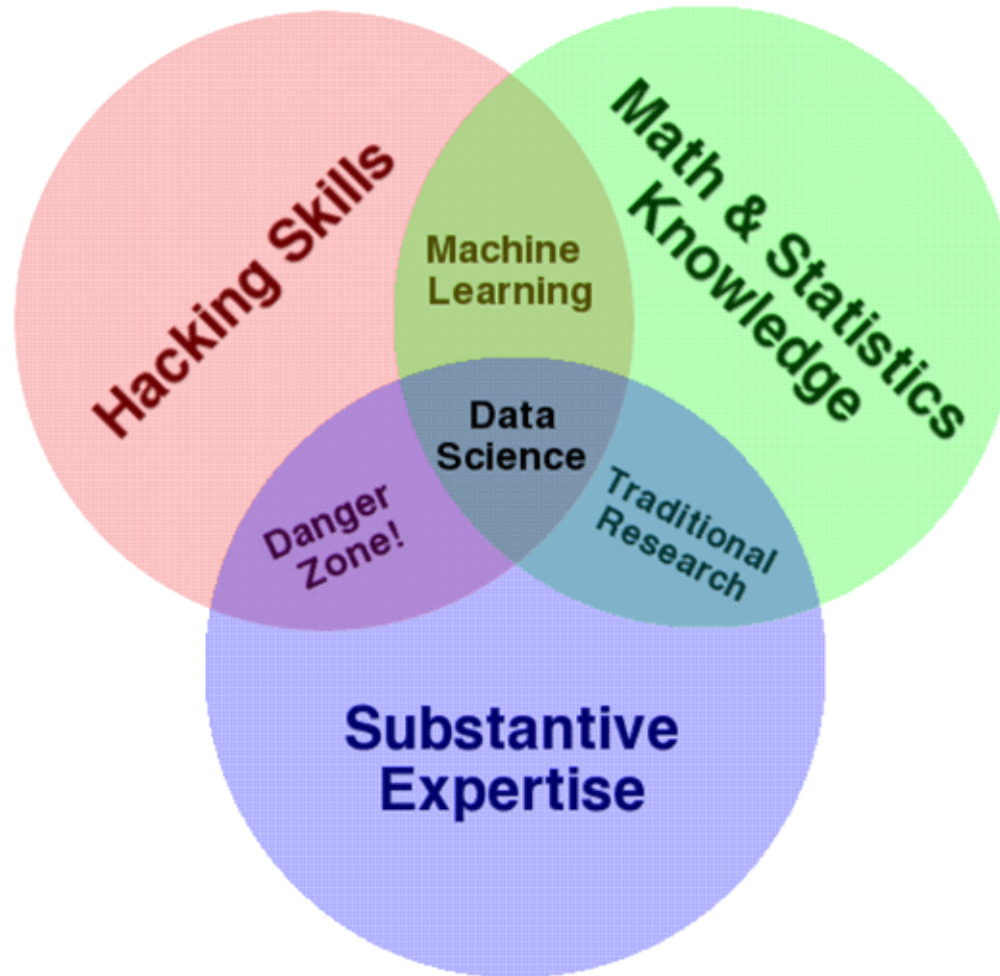 Hacking Skills
Math & Statistics
Knowledge
Machine
Learning
Data
Science
Danger
Zone!
Traditional
Research
Substantive
Expertise